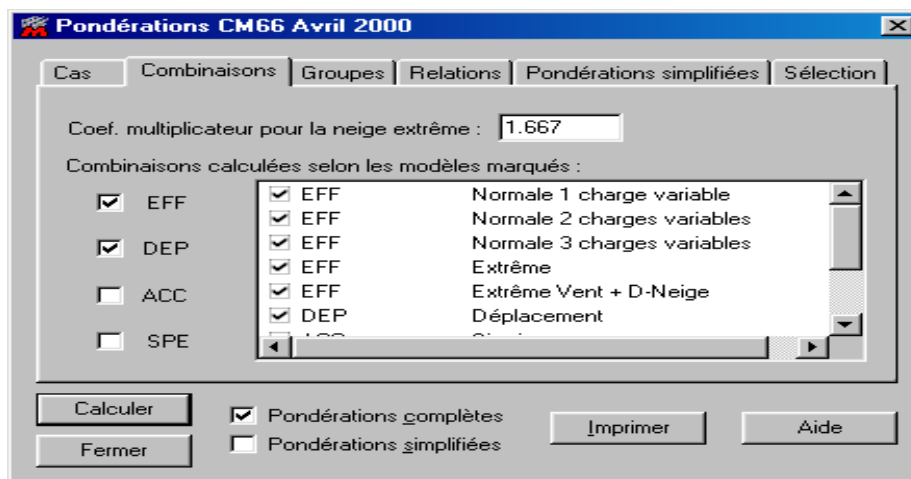 Pondérations CM66 Avril 2000
Cas Combinaisons Groupes Relations Pondérations simplifiées Sélection
Coef. multiplicateur pour la neige extrême : 1.667
Combinaisons calculées selon les modèles marqués :
EFF
DEP
ACC
SPE
EFF Normale 1 charge variable
EFF Normale 2 charges variables
EFF Normale 3 charges variables
EFF Extrême
EFF Extrême Vent + D-Neige
DEP Déplacement
Calculer
Fermer
Pondérations complètes
Pondérations simplifiées
Imprimer
Aide